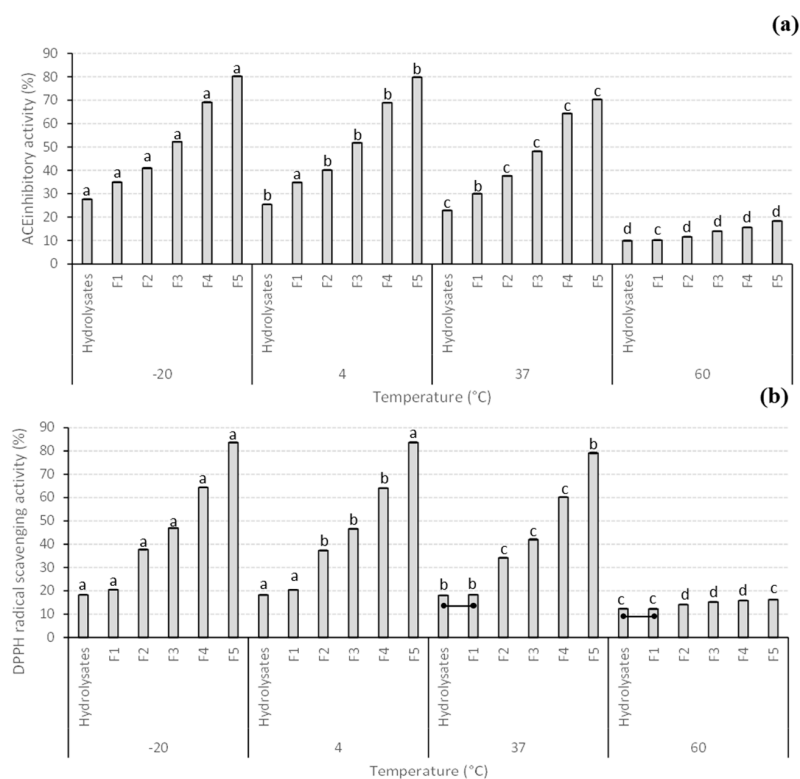 (a)
ACEinhibitory activity (%)
90
80
70
60
50
40
30
20
10
0
a a a a a a b a b b b b c b c c c c d c d d d d
Hydrolysates F1 F2 F3 F4 F5 Hydrolysates F1 F2 F3 F4 F5 Hydrolysates F1 F2 F3 F4 F5 Hydrolysates F1 F2 F3 F4 F5
-20 4 37 60
Temperature (°C)
(b)
DPPH radical scavenging activity (%)
90
80
70
60
50
40
30
20
10
0
a a a a a a a a b b b a b b c c c b c c d d d c
Hydrolysates F1 F2 F3 F4 F5 Hydrolysates F1 F2 F3 F4 F5 Hydrolysates F1 F2 F3 F4 F5 Hydrolysates F1 F2 F3 F4 F5
-20 4 37 60
Temperature (°C)